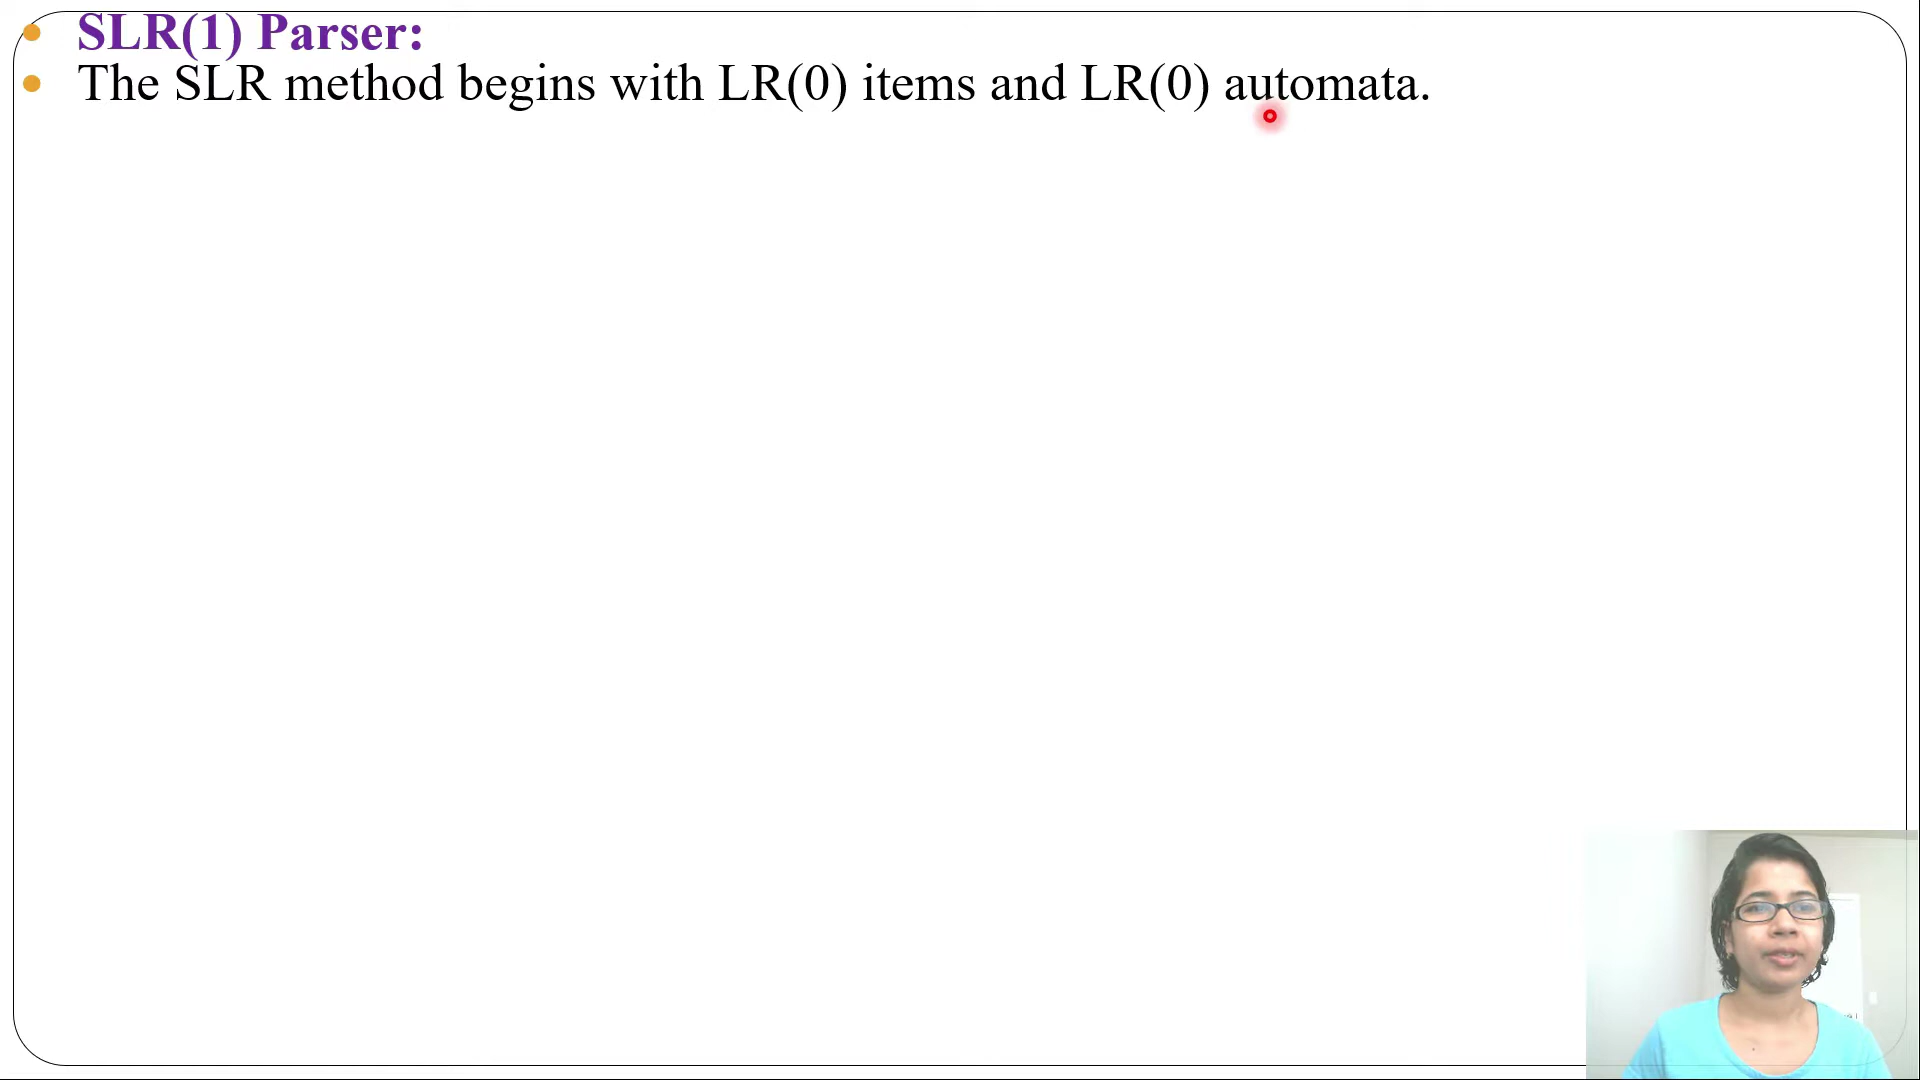 SLR(1) Parser:
The SLR method begins with LR(0) items and LR(0) automata.